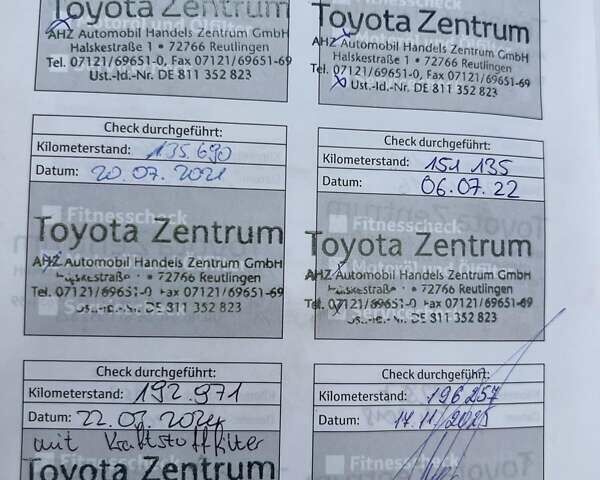 Toyota Zentrum
AHZ Automobil Handels Zentrum GmbH
Halskestraße 1 • 72766 Reutlingen
Tel. 07121/69651-0, Fax 07121/69651-69
Ust.-Id.-Nr. DE 811 352 823
Toyota Zentrum
AHZ Automobil Handels Zentrum GmbH
Halskestraße 1 • 72766 Reutlingen
Tel. 07121/69651-0, Fax 07121/69651-69
Ust.-Id.-Nr. DE 811 352 823
Check durchgeführt:
Kilometerstand: 135.690
Datum: 20.07.2021
Fitnesscheck
Toyota Zentrum
AHZ Automobil Handels Zentrum GmbH
Halskestraße • 72766 Reutlingen
Tel. 07121/69651-0 Fax 07121/69651-69
Ust.-Id.-Nr. DE 811 352 823
Check durchgeführt:
Kilometerstand: 151 135
Datum: 06.07.22
Fitnesscheck
Toyota Zentrum
AHZ Automobil Handels Zentrum GmbH
Halskestraße • 72766 Reutlingen
Tel. 07121/69651-0 Fax 07121/69651-69
Ust.-Id.-Nr. DE 811 352 823
Check durchgeführt:
Kilometerstand: 192.971
Datum: 22.03.2024
mit Kraftstofffilter
Toyota Zentrum
Check durchgeführt:
Kilometerstand: 196257
Datum: 17.11/2025
Fitnesscheck